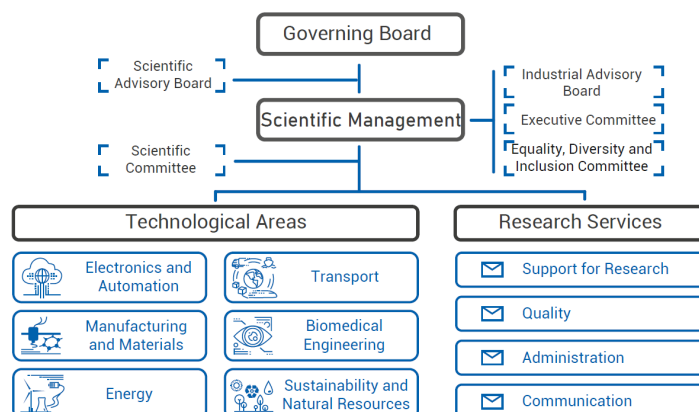 Governing Board
Scientific
Advisory Board
Industrial Advisory
Board
Scientific Management
Executive Committee
Equality, Diversity and
Inclusion Committee
Scientific
Committee
Technological Areas
Research Services
Electronics and
Automation
Transport
Support for Research
Manufacturing
and Materials
Biomedical
Engineering
Quality
Administration
Energy
Sustainability and
Natural Resources
Communication